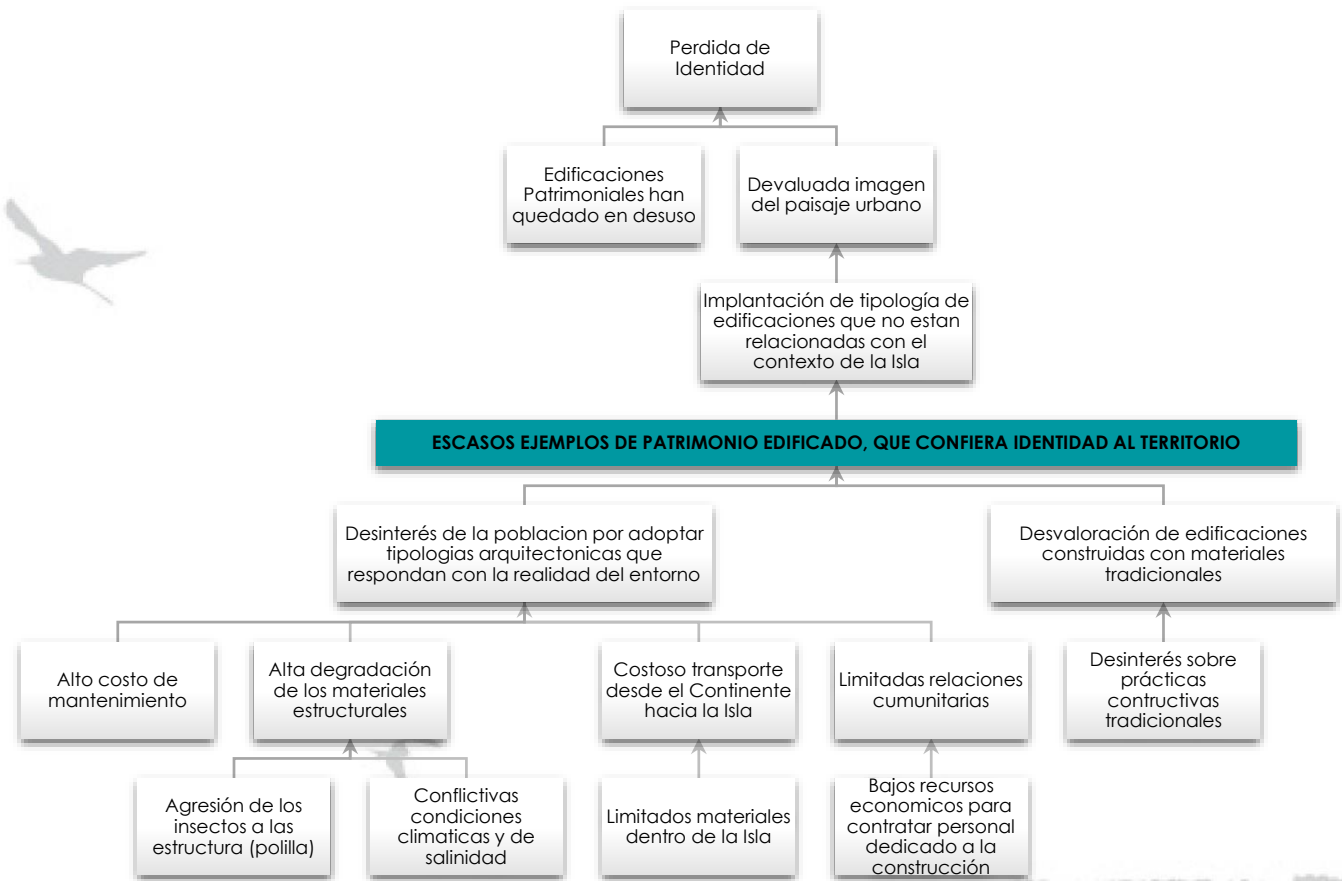 Perdida de
Identidad
Edificaciones
Patrimoniales han
quedado en desuso
Devaluada imagen
del paisaje urbano
Implantación de tipología de
edificaciones que no estan
relacionadas con el
contexto de la Isla
ESCASOS EJEMPLOS DE PATRIMONIO EDIFICADO, QUE CONFIERA IDENTIDAD AL TERRITORIO
Desinterés de la poblacion por adoptar
tipologias arquitectonicas que
respondan con la realidad del entorno
Desvaloración de edificaciones
construidas con materiales
tradicionales
Alto costo de
mantenimiento
Alta degradación
de los materiales
estructurales
Costoso transporte
desde el Continente
hacia la Isla
Limitadas relaciones
cumunitarias
Desinterés sobre
prácticas
contructivas
tradicionales
Agresión de los
insectos a las
estructura (polilla)
Conflictivas
condiciones
climaticas y de
salinidad
Limitados materiales
dentro de la Isla
Bajos recursos
economicos para
contratar personal
dedicado a la
construcción